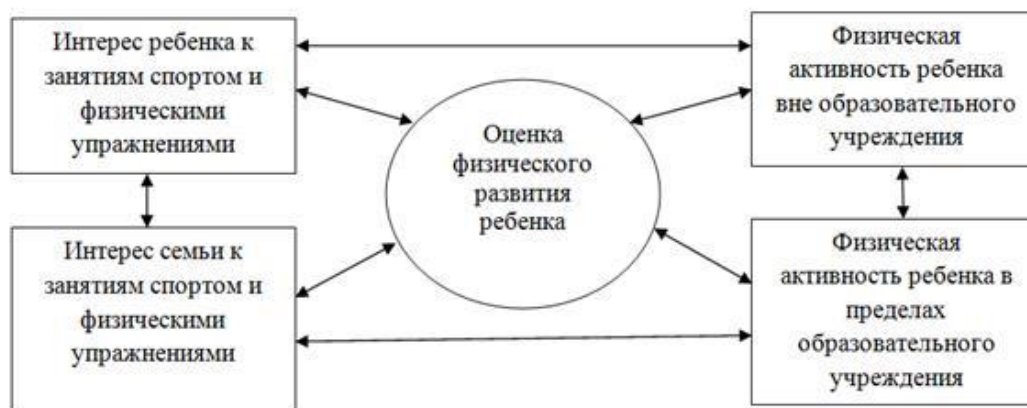 Интерес ребенка к
занятиям спортом и
физическими
упражнениями
Физическая
активность ребенка
вне образовательного
учреждения
Оценка
физического
развития
ребенка
Интерес семьи к
занятиям спортом и
физическими
упражнениями
Физическая
активность ребенка в
пределах
образовательного
учреждения